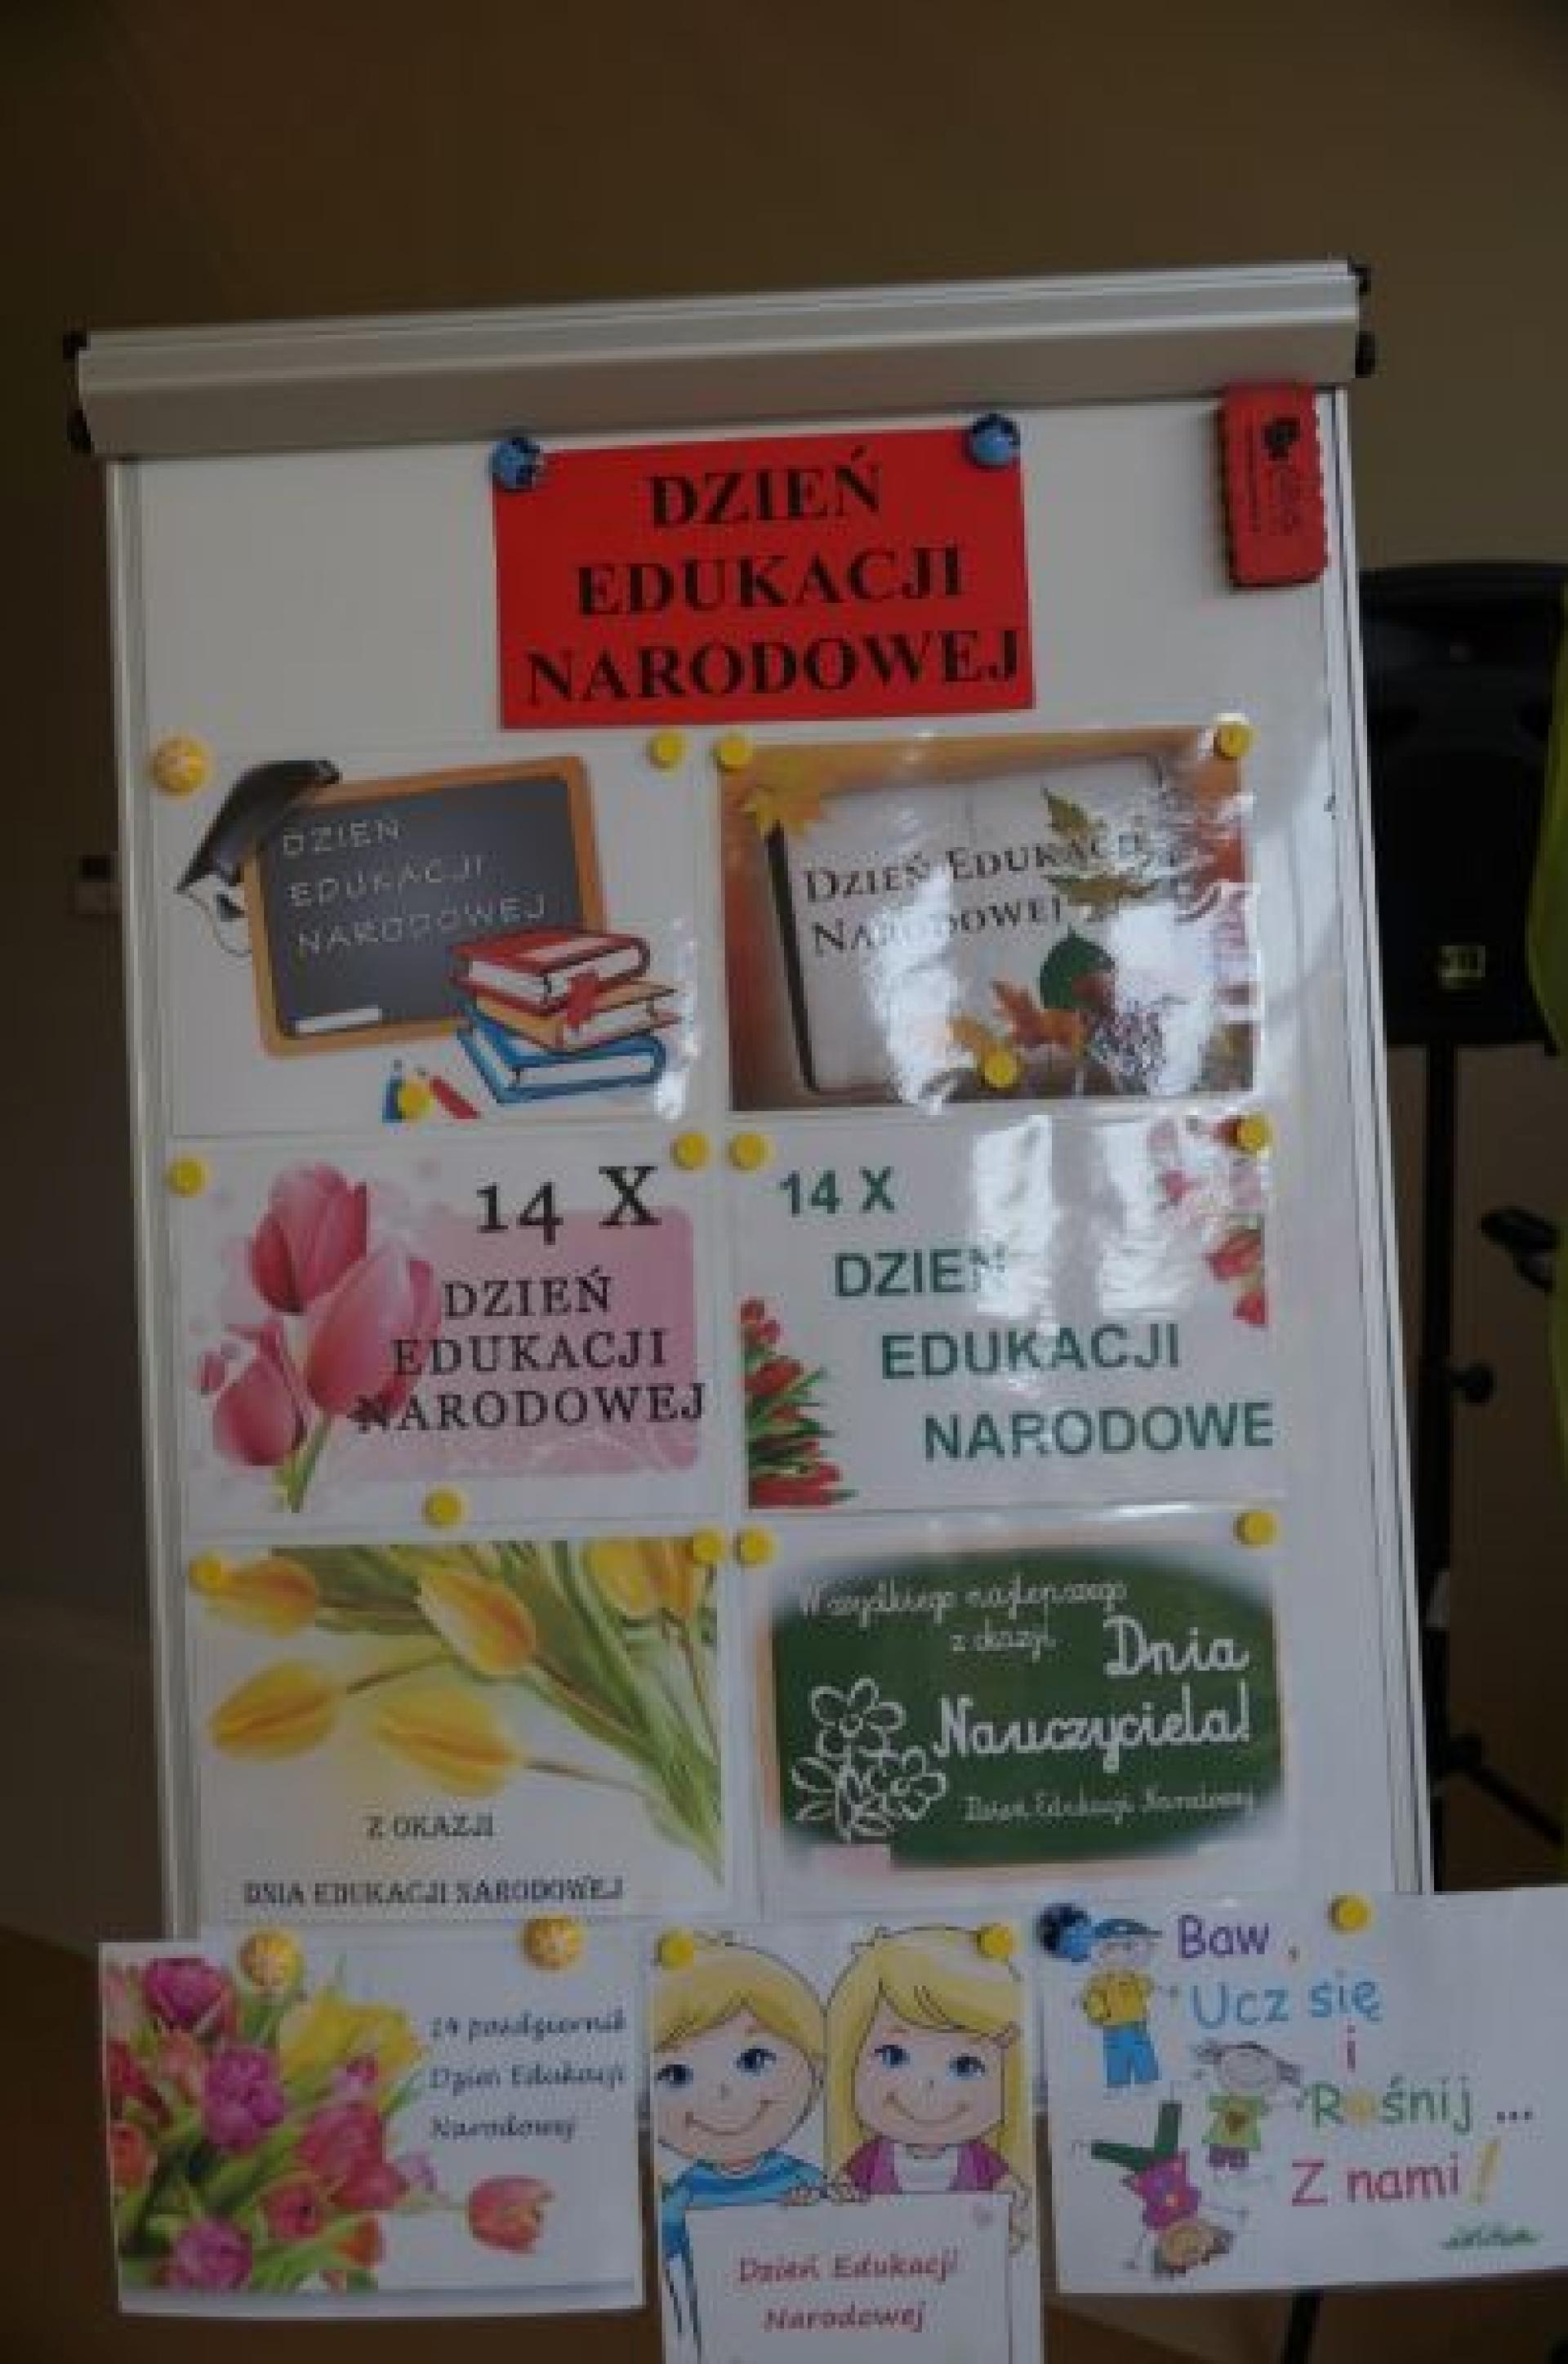 DZIEŃ
EDUKACJI
NARODOWEJ
DZIEŃ
EDUKACJI
NARODOWEJ
DZIEŃ EDUKACJI
NARODOWEJ
14 X
DZIEŃ
EDUKACJI
NARODOWEJ
14 X
DZIEŃ
EDUKACJI
NARODOWE
Z OKAZJI
DNIA EDUKACJI NARODOWEJ
Wszystkiego najlepszego
z okazji Dnia
Nauczyciela!
Dzień Edukacji Narodowej
14 październik
Dzień Edukacji
Narodowej
Dzień Edukacji
Narodowej
Baw,
Ucz się
i
Rośnij ...
Z nami!